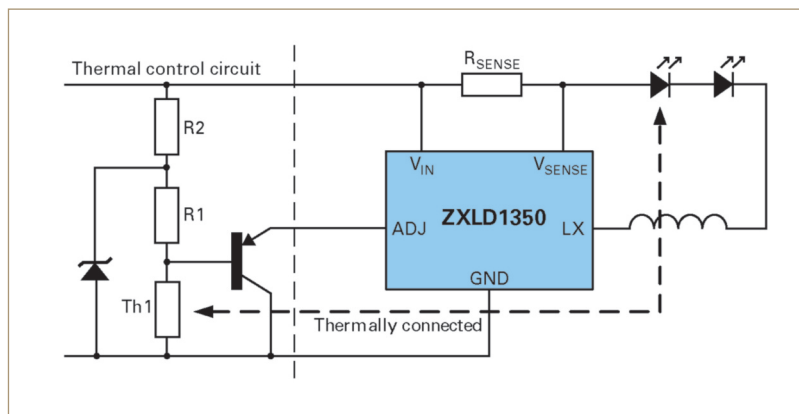 Thermal control circuit
R2
R1
Th1
RSENSE
VIN
VSENSE
ADJ
ZXLD1350
LX
GND
Thermally connected